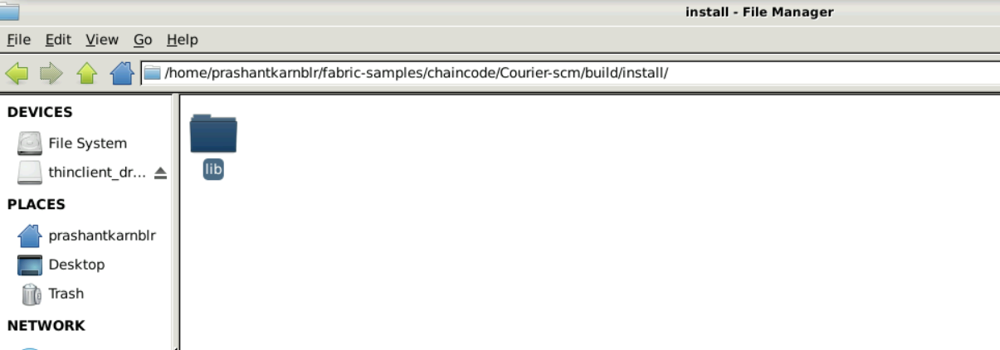 install - File Manager
File Edit View Go Help
/home/prashantkarnblr/fabric-samples/chaincode/Courier-scm/build/install/
DEVICES
File System
thinclient_dr...
PLACES
prashantkarnblr
Desktop
Trash
NETWORK
lib